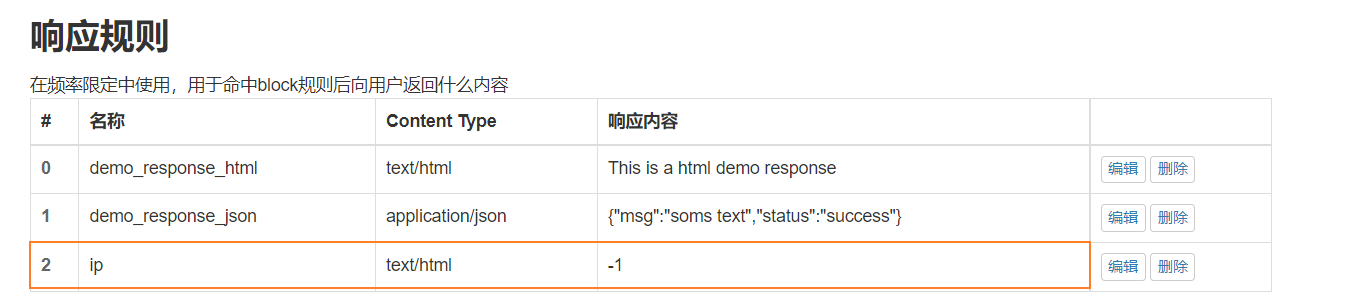 响应规则
在频率限定中使用，用于命中block规则后向用户返回什么内容
# 名称 Content Type 响应内容
0 demo_response_html text/html This is a html demo response 编辑 删除
1 demo_response_json application/json {"msg":"soms text","status":"success"} 编辑 删除
2 ip text/html -1 编辑 删除